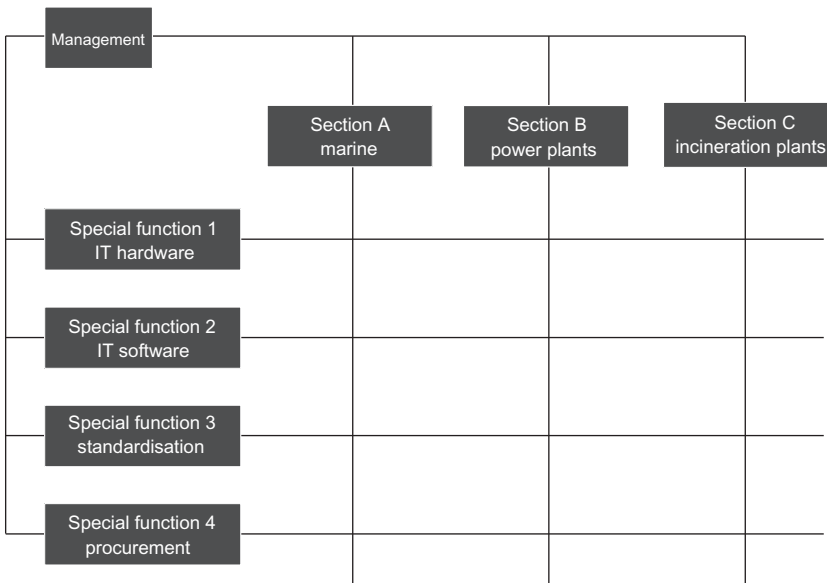 Management
Section A
marine
Section B
power plants
Section C
incineration plants
Special function 1
IT hardware
Special function 2
IT software
Special function 3
standardisation
Special function 4
procurement